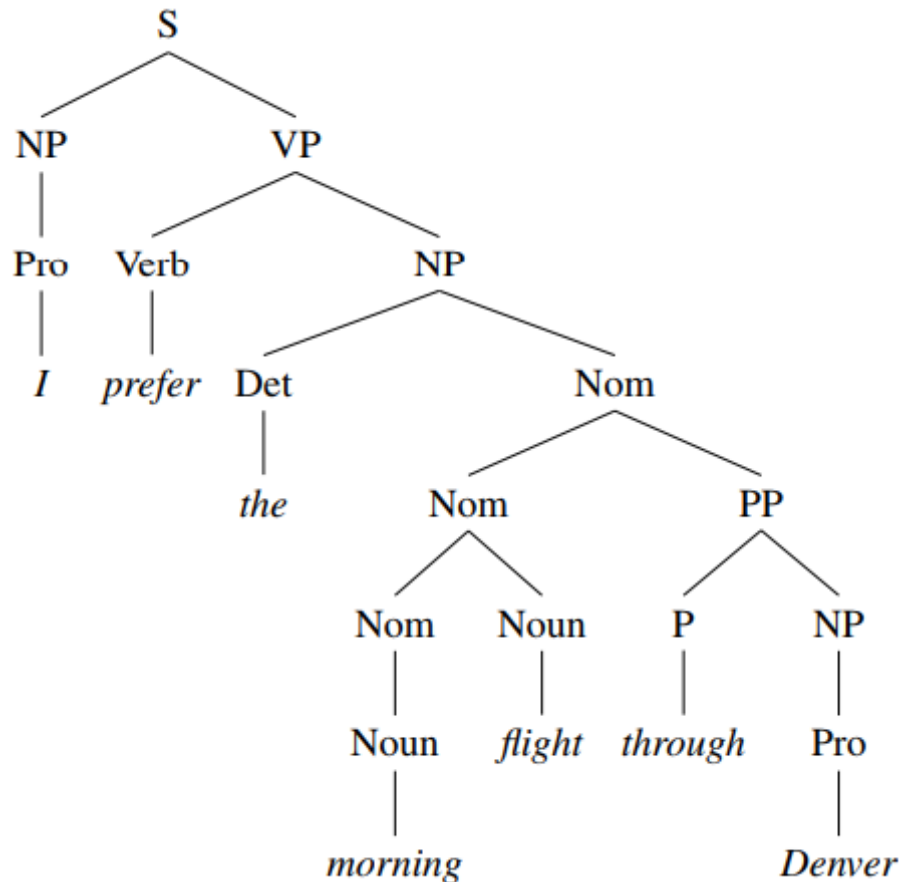 S
NP VP
Pro Verb NP
I prefer Det Nom
the Nom PP
Nom Noun P NP
Noun flight through Pro
morning Denver